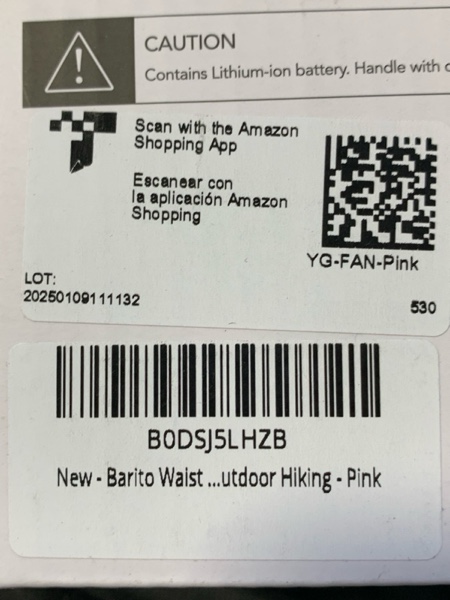 CAUTION
Contains Lithium-ion battery. Handle with
Scan with the Amazon
Shopping App
Escanear con
la aplicación Amazon
Shopping
YG-FAN-Pink
LOT:
20250109111132
530
B0DSJ5LHZB
New - Barito Waist ...utdoor Hiking - Pink